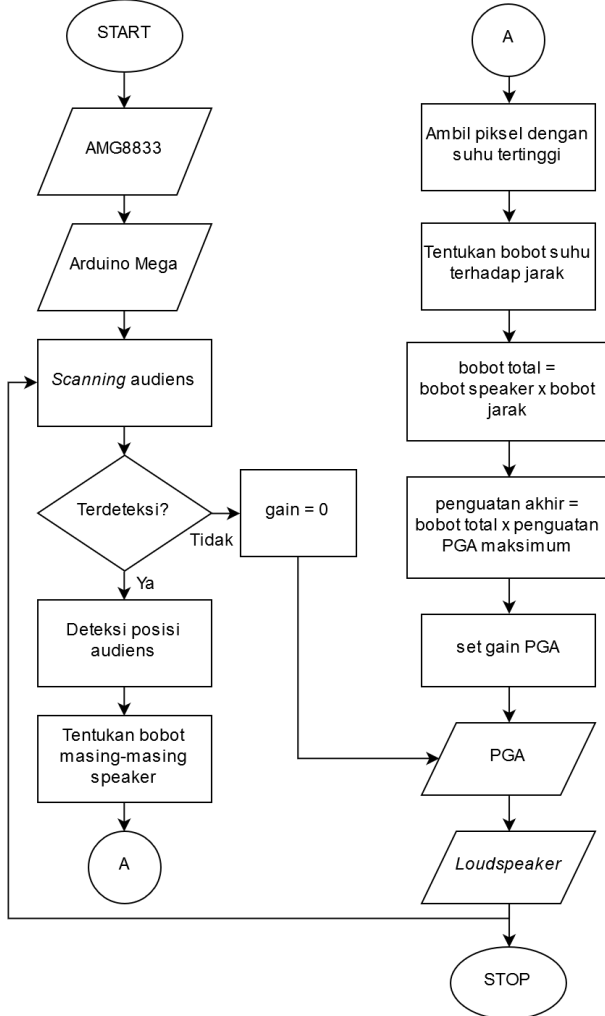 START
AMG8833
Arduino Mega
Scanning audiens
Terdeteksi?
Tidak
gain = 0
Ya
Deteksi posisi
audiens
Tentukan bobot
masing-masing
speaker
A
A
Ambil piksel dengan
suhu tertinggi
Tentukan bobot suhu
terhadap jarak
bobot total =
bobot speaker x bobot
jarak
penguatan akhir =
bobot total x penguatan
PGA maksimum
set gain PGA
PGA
Loudspeaker
STOP